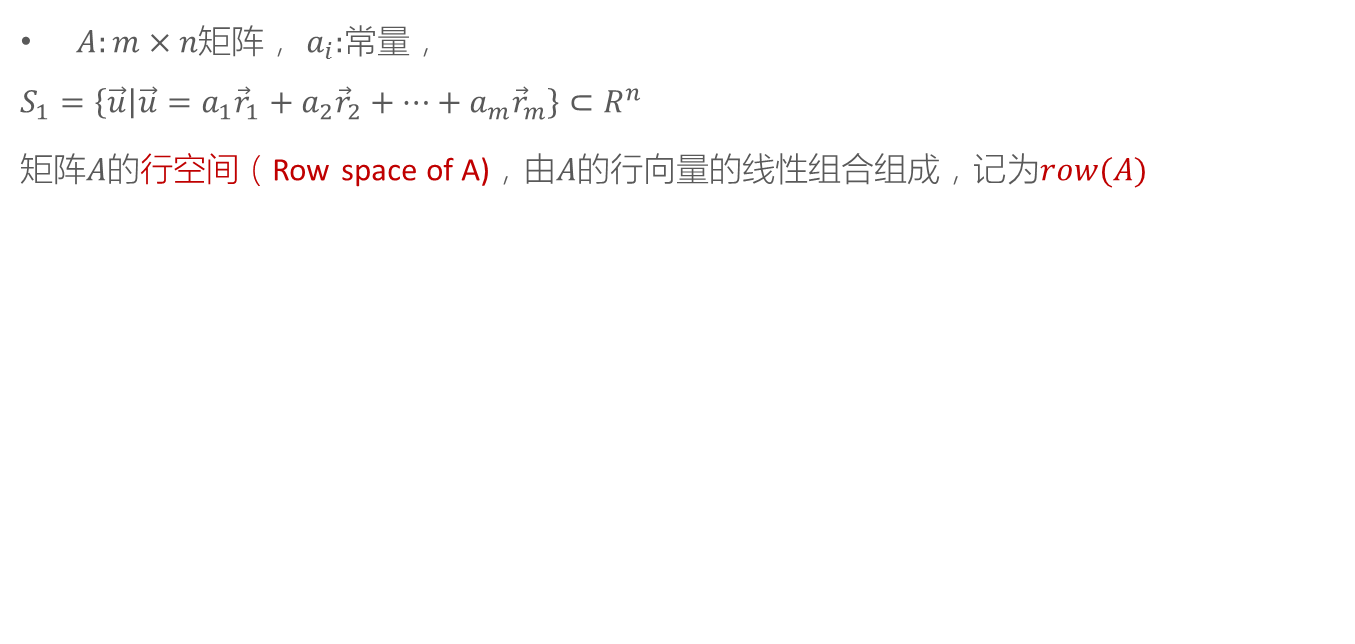 • A: m × n矩阵，a_i:常量，
S_1 = {u⃗|u⃗ = a_1r⃗_1 + a_2r⃗_2 + ⋯ + a_mr⃗_m} ⊂ R^n
矩阵A的行空间（Row space of A)，由A的行向量的线性组合组成，记为row(A)